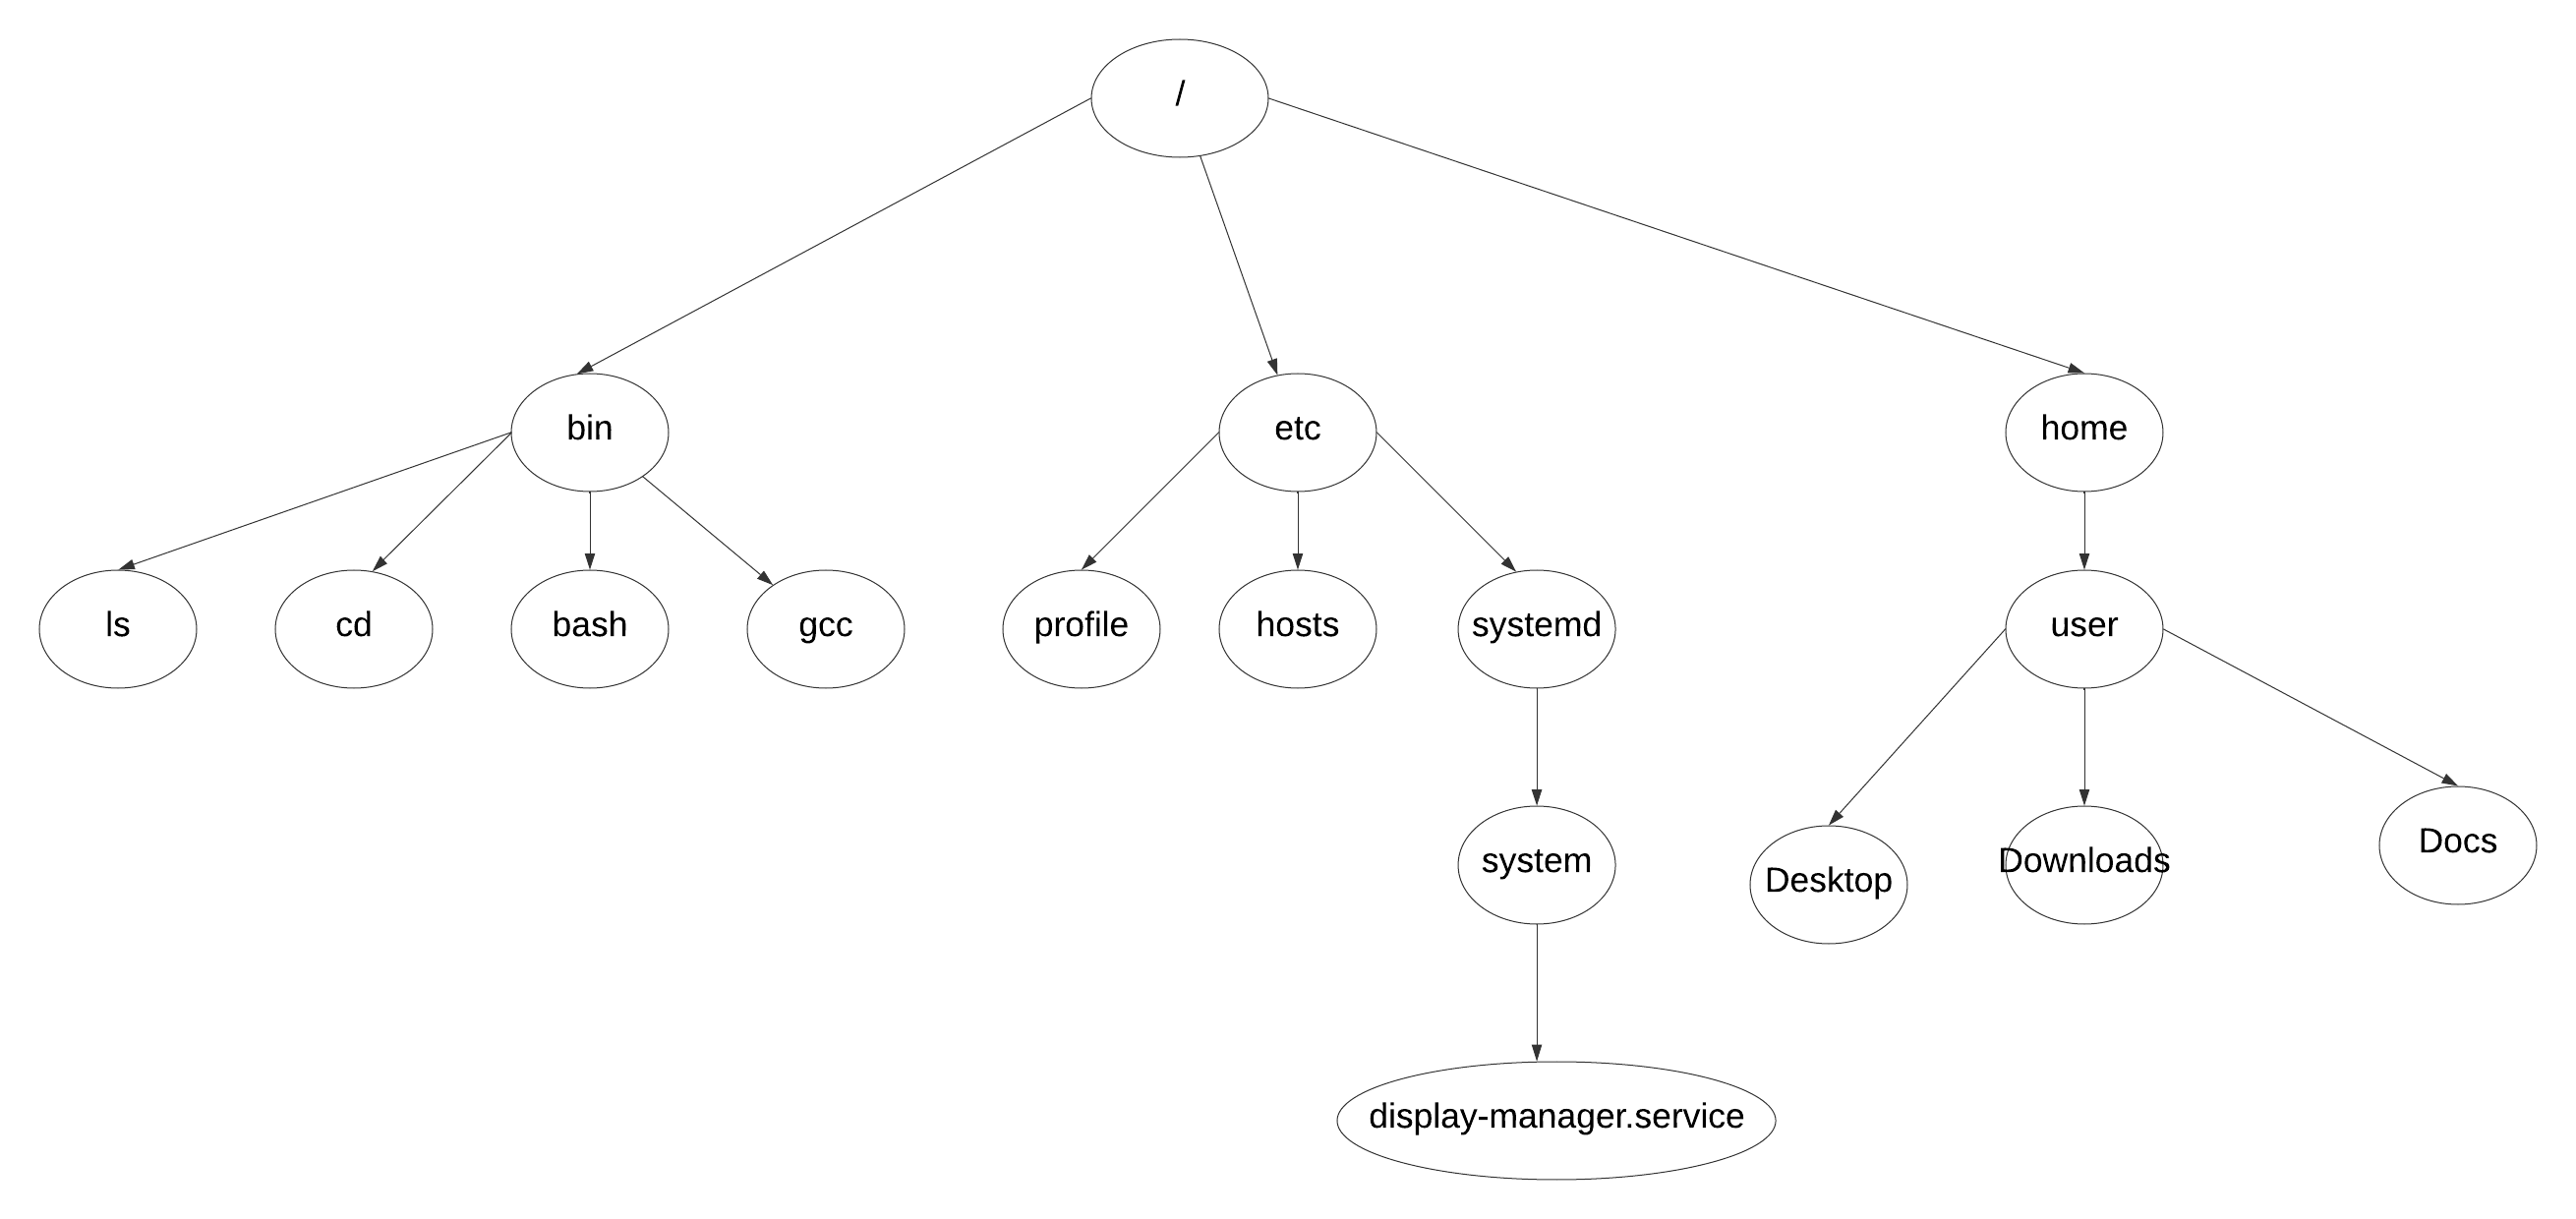 /
bin
etc
home
ls
cd
bash
gcc
profile
hosts
systemd
user
system
Desktop
Downloads
Docs
display-manager.service